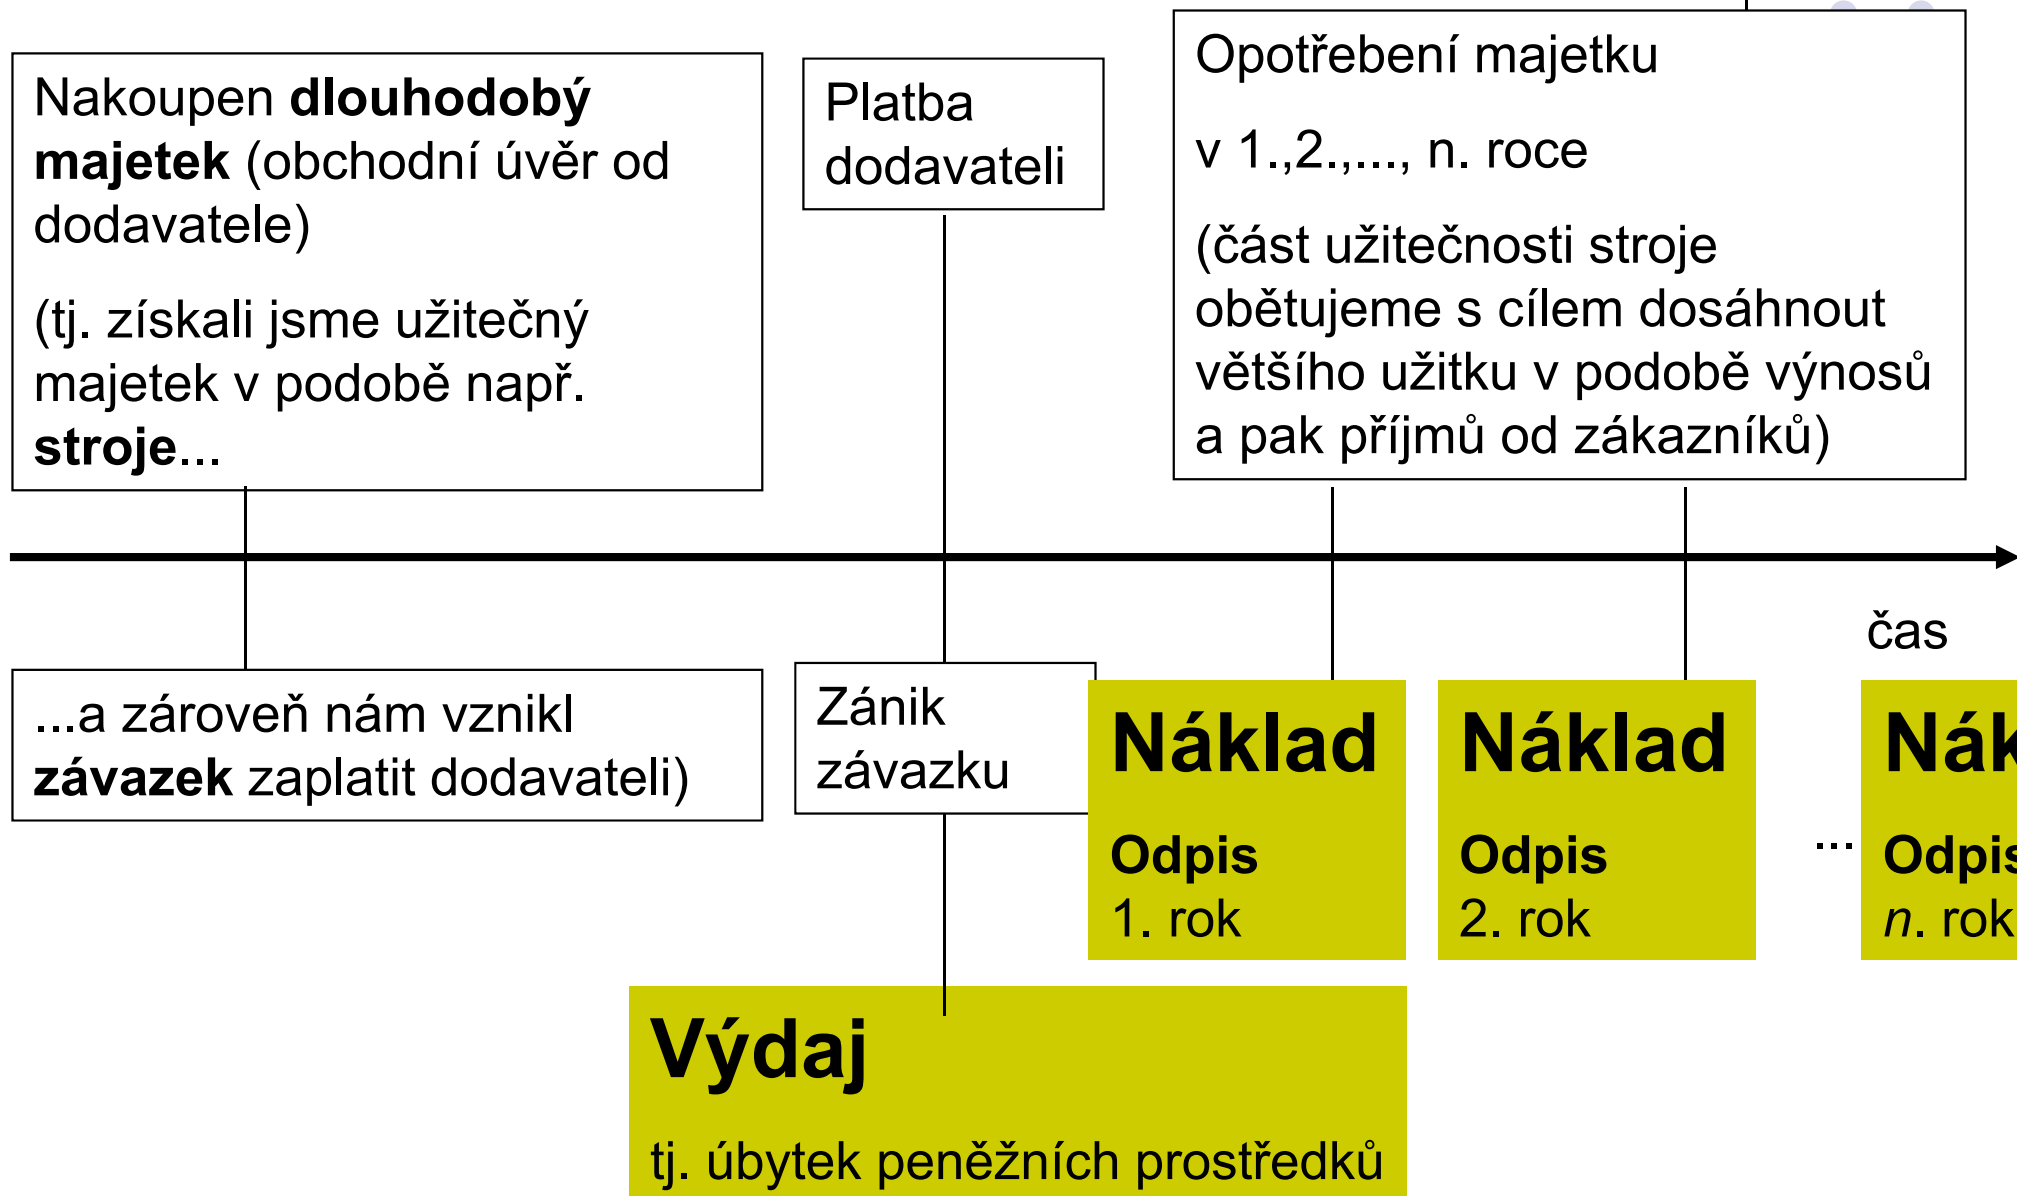 Nakoupen dlouhodobý
majetek (obchodní úvěr od
dodavatele)
(tj. získali jsme užitečný
majetek v podobě např.
stroje...
Platba
dodavateli
Opotřebení majetku
v 1.,2.,..., n. roce
(část užitečnosti stroje
obětujeme s cílem dosáhnout
většího užitku v podobě výnosů
a pak příjmů od zákazníků)
čas
...a zároveň nám vznikl
závazek zaplatit dodavateli)
Zánik
závazku
Náklad
Odpis
1. rok
Náklad
Odpis
2. rok
...
Nák
Odpis
n. rok
Výdaj
tj. úbytek peněžních prostředků